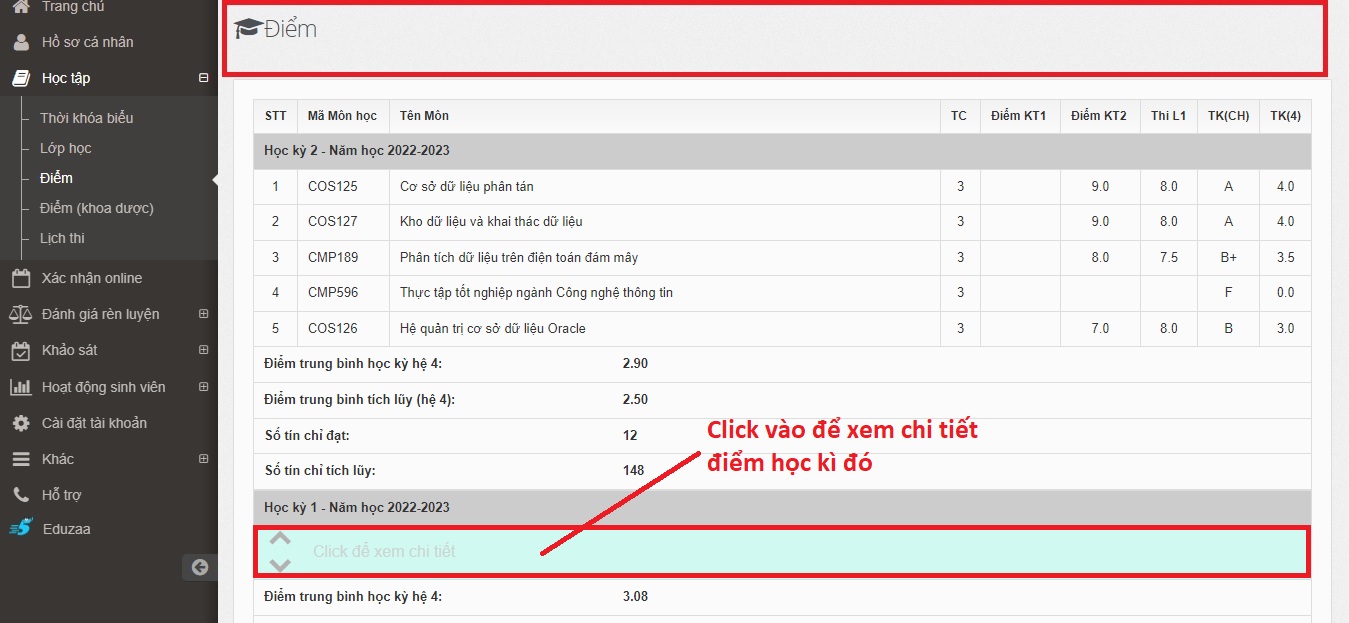 Trang chủ
Hồ sơ cá nhân
Học tập
Thời khóa biểu
Lớp học
Điểm
Điểm (khoa dược)
Lịch thi
Xác nhận online
Đánh giá rèn luyện
Khảo sát
Hoạt động sinh viên
Cài đặt tài khoản
Khác
Hỗ trợ
Eduzaa
Điểm
STT Mã Môn học Tên Môn TC Điểm KT1 Điểm KT2 Thi L1 TK(CH) TK(4)
Học kỳ 2 - Năm học 2022-2023
1 COS125 Cơ sở dữ liệu phân tán 3 9.0 8.0 A 4.0
2 COS127 Kho dữ liệu và khai thác dữ liệu 3 9.0 8.0 A 4.0
3 CMP189 Phân tích dữ liệu trên điện toán đám mây 3 8.0 7.5 B+ 3.5
4 CMP596 Thực tập tốt nghiệp ngành Công nghệ thông tin 3 F 0.0
5 COS126 Hệ quản trị cơ sở dữ liệu Oracle 3 7.0 8.0 B 3.0
Điểm trung bình học kỳ hệ 4: 2.90
Điểm trung bình tích lũy (hệ 4): 2.50
Số tín chỉ đạt: 12
Số tín chỉ tích lũy: 148
Click vào để xem chi tiết
điểm học kì đó
Học kỳ 1 - Năm học 2022-2023
Click để xem chi tiết
Điểm trung bình học kỳ hệ 4: 3.08